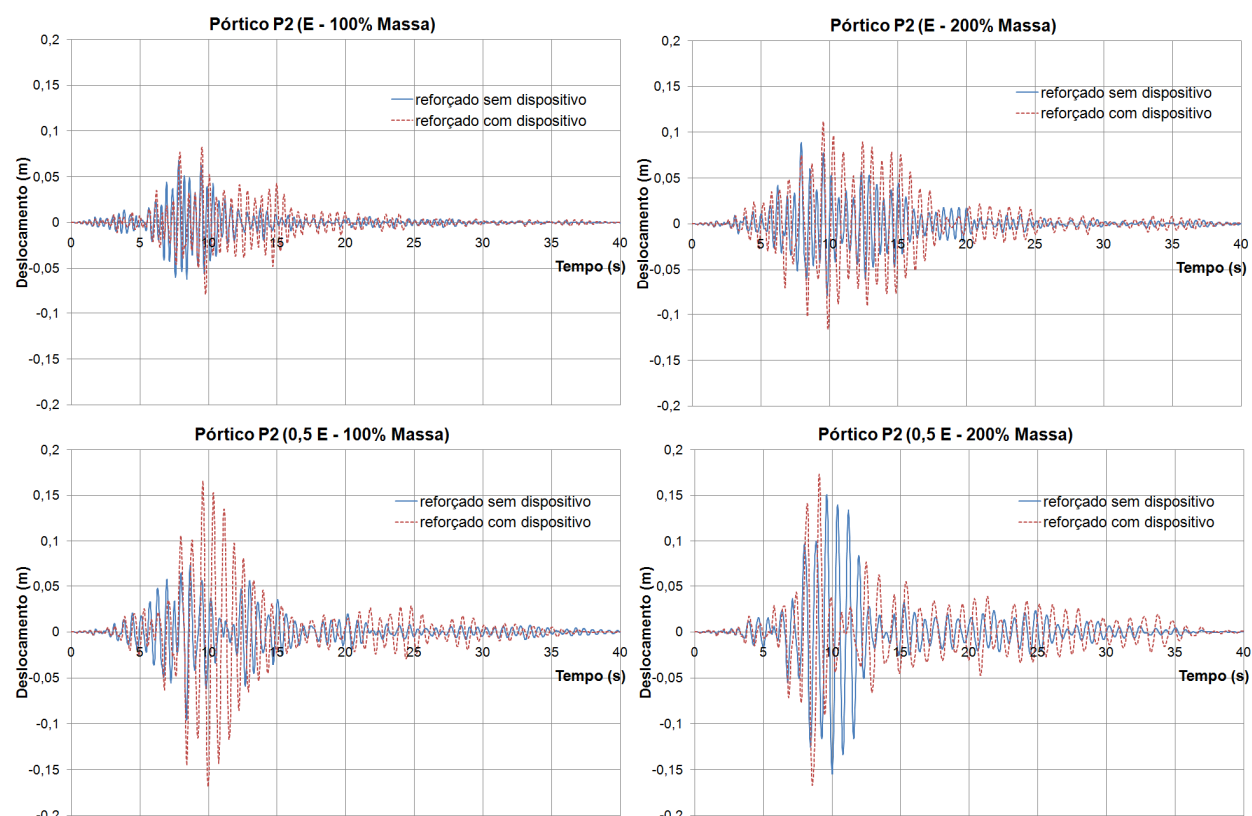 Pórtico P2 (E - 100% Massa)
0,2
0,15
0,1
0,05
0
-0,05
-0,1
-0,15
-0,2
Deslocamento (m)
reforçado sem dispositivo
reforçado com dispositivo
0 5 10 15 20 25 30 35 40
Tempo (s)
Pórtico P2 (E - 200% Massa)
0,2
0,15
0,1
0,05
0
-0,05
-0,1
-0,15
-0,2
Deslocamento (m)
reforçado sem dispositivo
reforçado com dispositivo
0 5 10 15 20 25 30 35 40
Tempo (s)
Pórtico P2 (0,5 E - 100% Massa)
0,2
0,15
0,1
0,05
0
-0,05
-0,1
-0,15
-0,2
Deslocamento (m)
reforçado sem dispositivo
reforçado com dispositivo
0 5 10 15 20 25 30 35 40
Tempo (s)
Pórtico P2 (0,5 E - 200% Massa)
0,2
0,15
0,1
0,05
0
-0,05
-0,1
-0,15
-0,2
Deslocamento (m)
reforçado sem dispositivo
reforçado com dispositivo
0 5 10 15 20 25 30 35 40
Tempo (s)